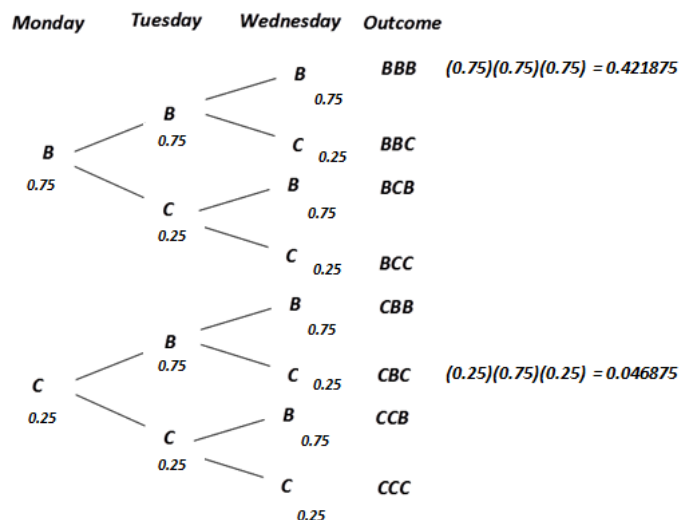 Monday Tuesday Wednesday Outcome
B BBB (0.75)(0.75)(0.75) = 0.421875
0.75
B
0.75
C 0.25 BBC
B
0.75
B BCB
0.75
C
0.25
C 0.25 BCC
B CBB
0.75
B
0.75
C 0.25 CBC (0.25)(0.75)(0.25) = 0.046875
C
0.25
B CCB
0.75
C
0.25
C CCC
0.25